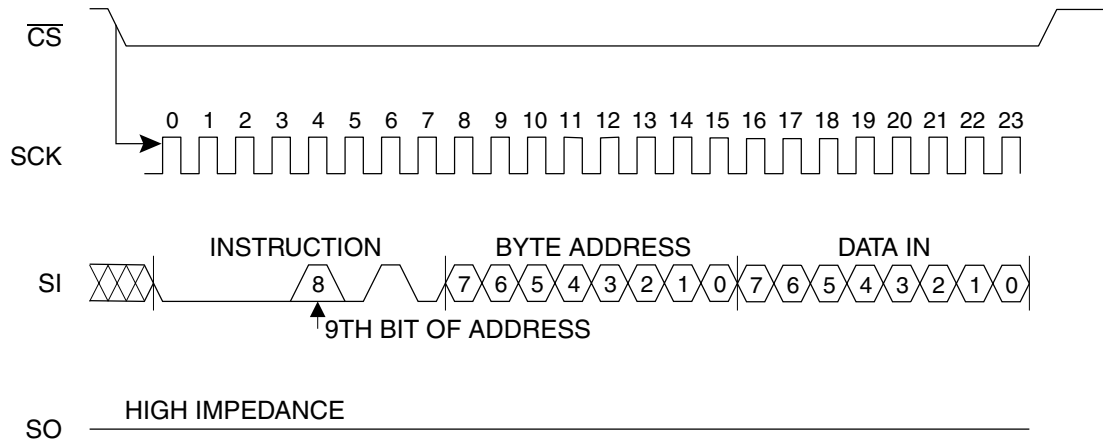 CS
0 1 2 3 4 5 6 7 8 9 10 11 12 13 14 15 16 17 18 19 20 21 22 23
SCK
INSTRUCTION BYTE ADDRESS DATA IN
SI 8 7 6 5 4 3 2 1 0 7 6 5 4 3 2 1 0
9TH BIT OF ADDRESS
HIGH IMPEDANCE
SO